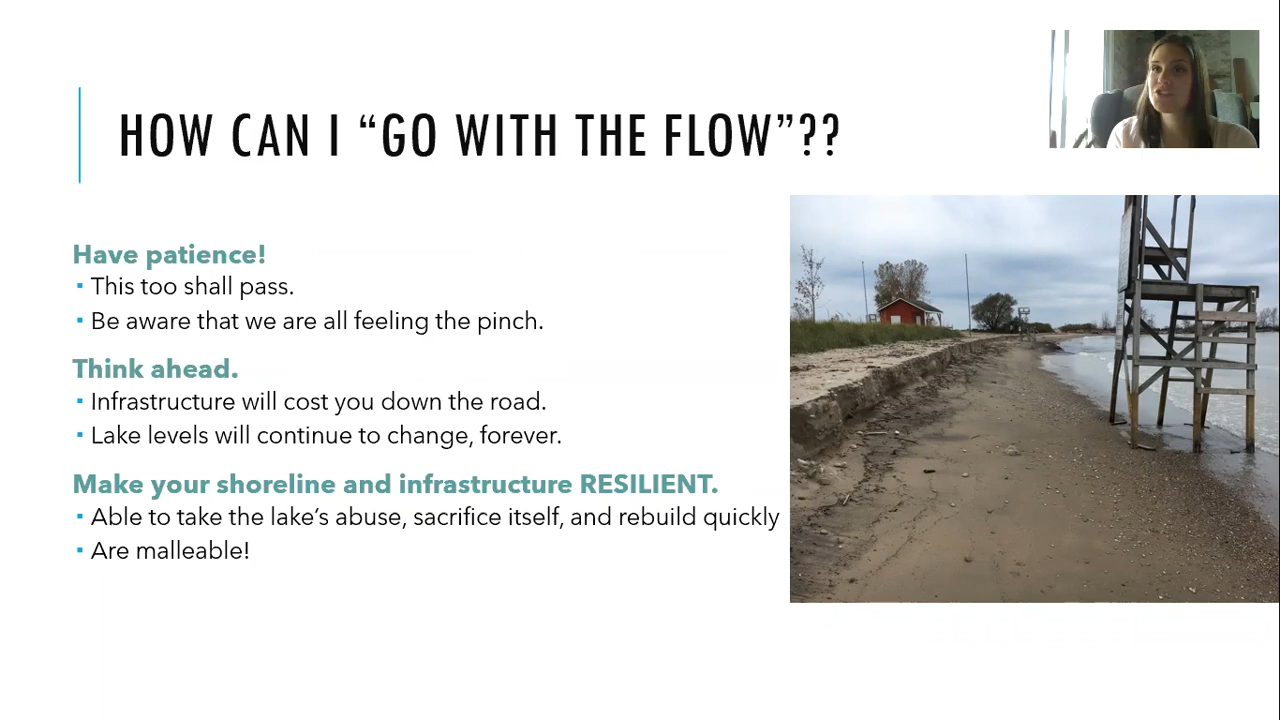 HOW CAN I “GO WITH THE FLOW”??
Have patience!
▪ This too shall pass.
▪ Be aware that we are all feeling the pinch.
Think ahead.
▪ Infrastructure will cost you down the road.
▪ Lake levels will continue to change, forever.
Make your shoreline and infrastructure RESILIENT.
▪ Able to take the lake’s abuse, sacrifice itself, and rebuild quickly
▪ Are malleable!